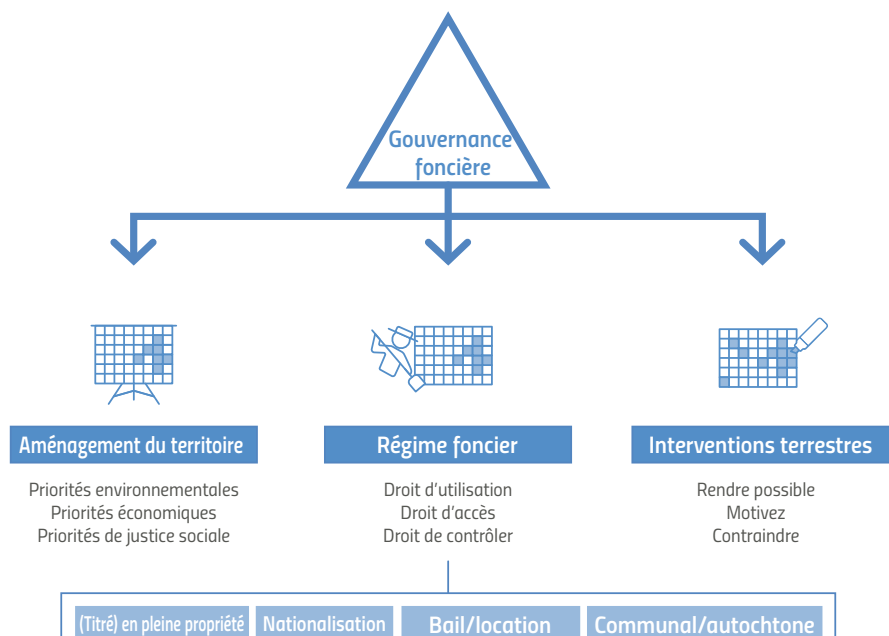 Gouvernance
foncière
Aménagement du territoire
Priorités environnementales
Priorités économiques
Priorités de justice sociale
Régime foncier
Droit d'utilisation
Droit d'accès
Droit de contrôler
Interventions terrestres
Rendre possible
Motivez
Contraindre
(Titré) en pleine propriété
Nationalisation
Bail/location
Communal/autochtone